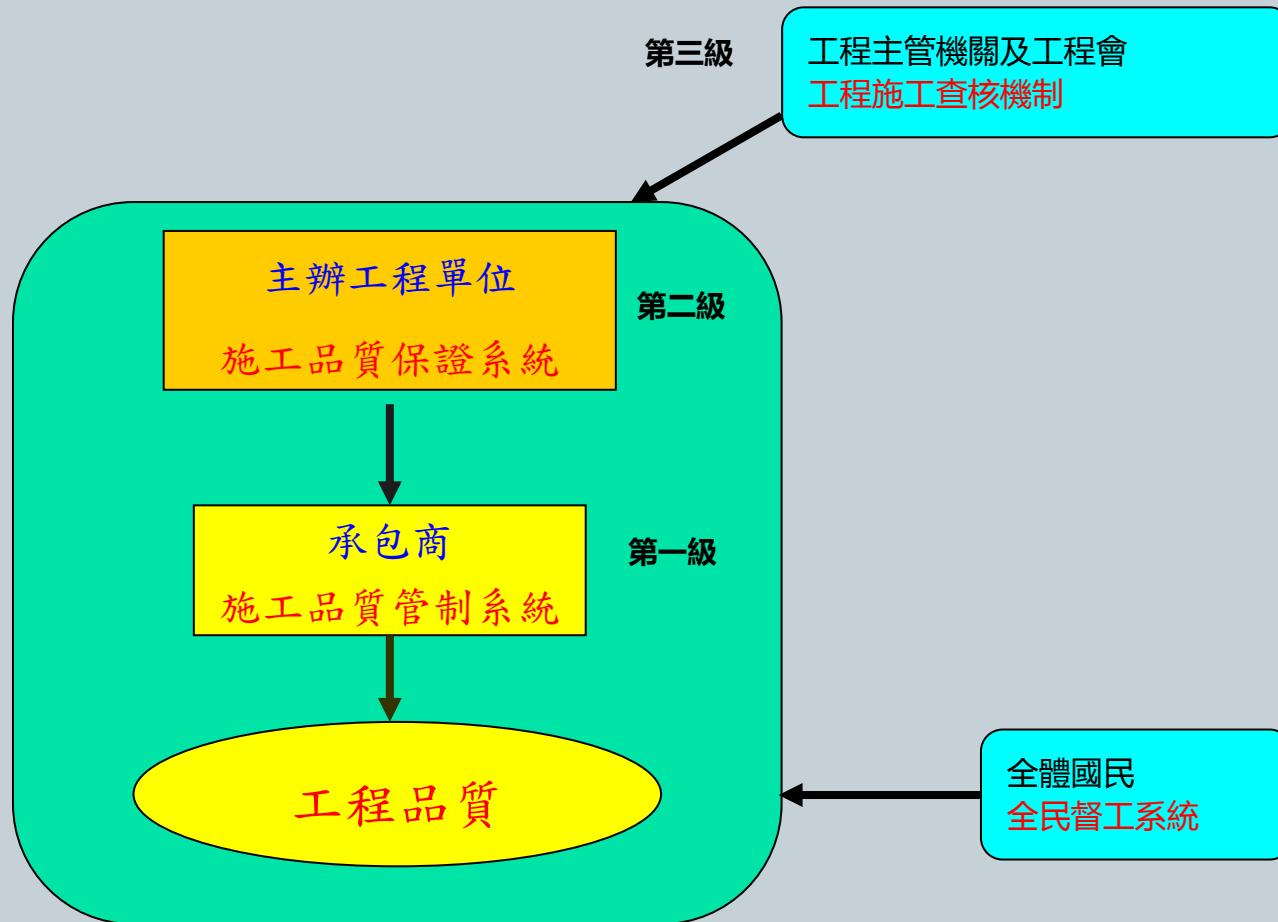 第三級
工程主管機關及工程會
工程施工查核機制
主辦工程單位
施工品質保證系統
第二級
承包商
施工品質管制系統
第一級
工程品質
全體國民
全民督工系統